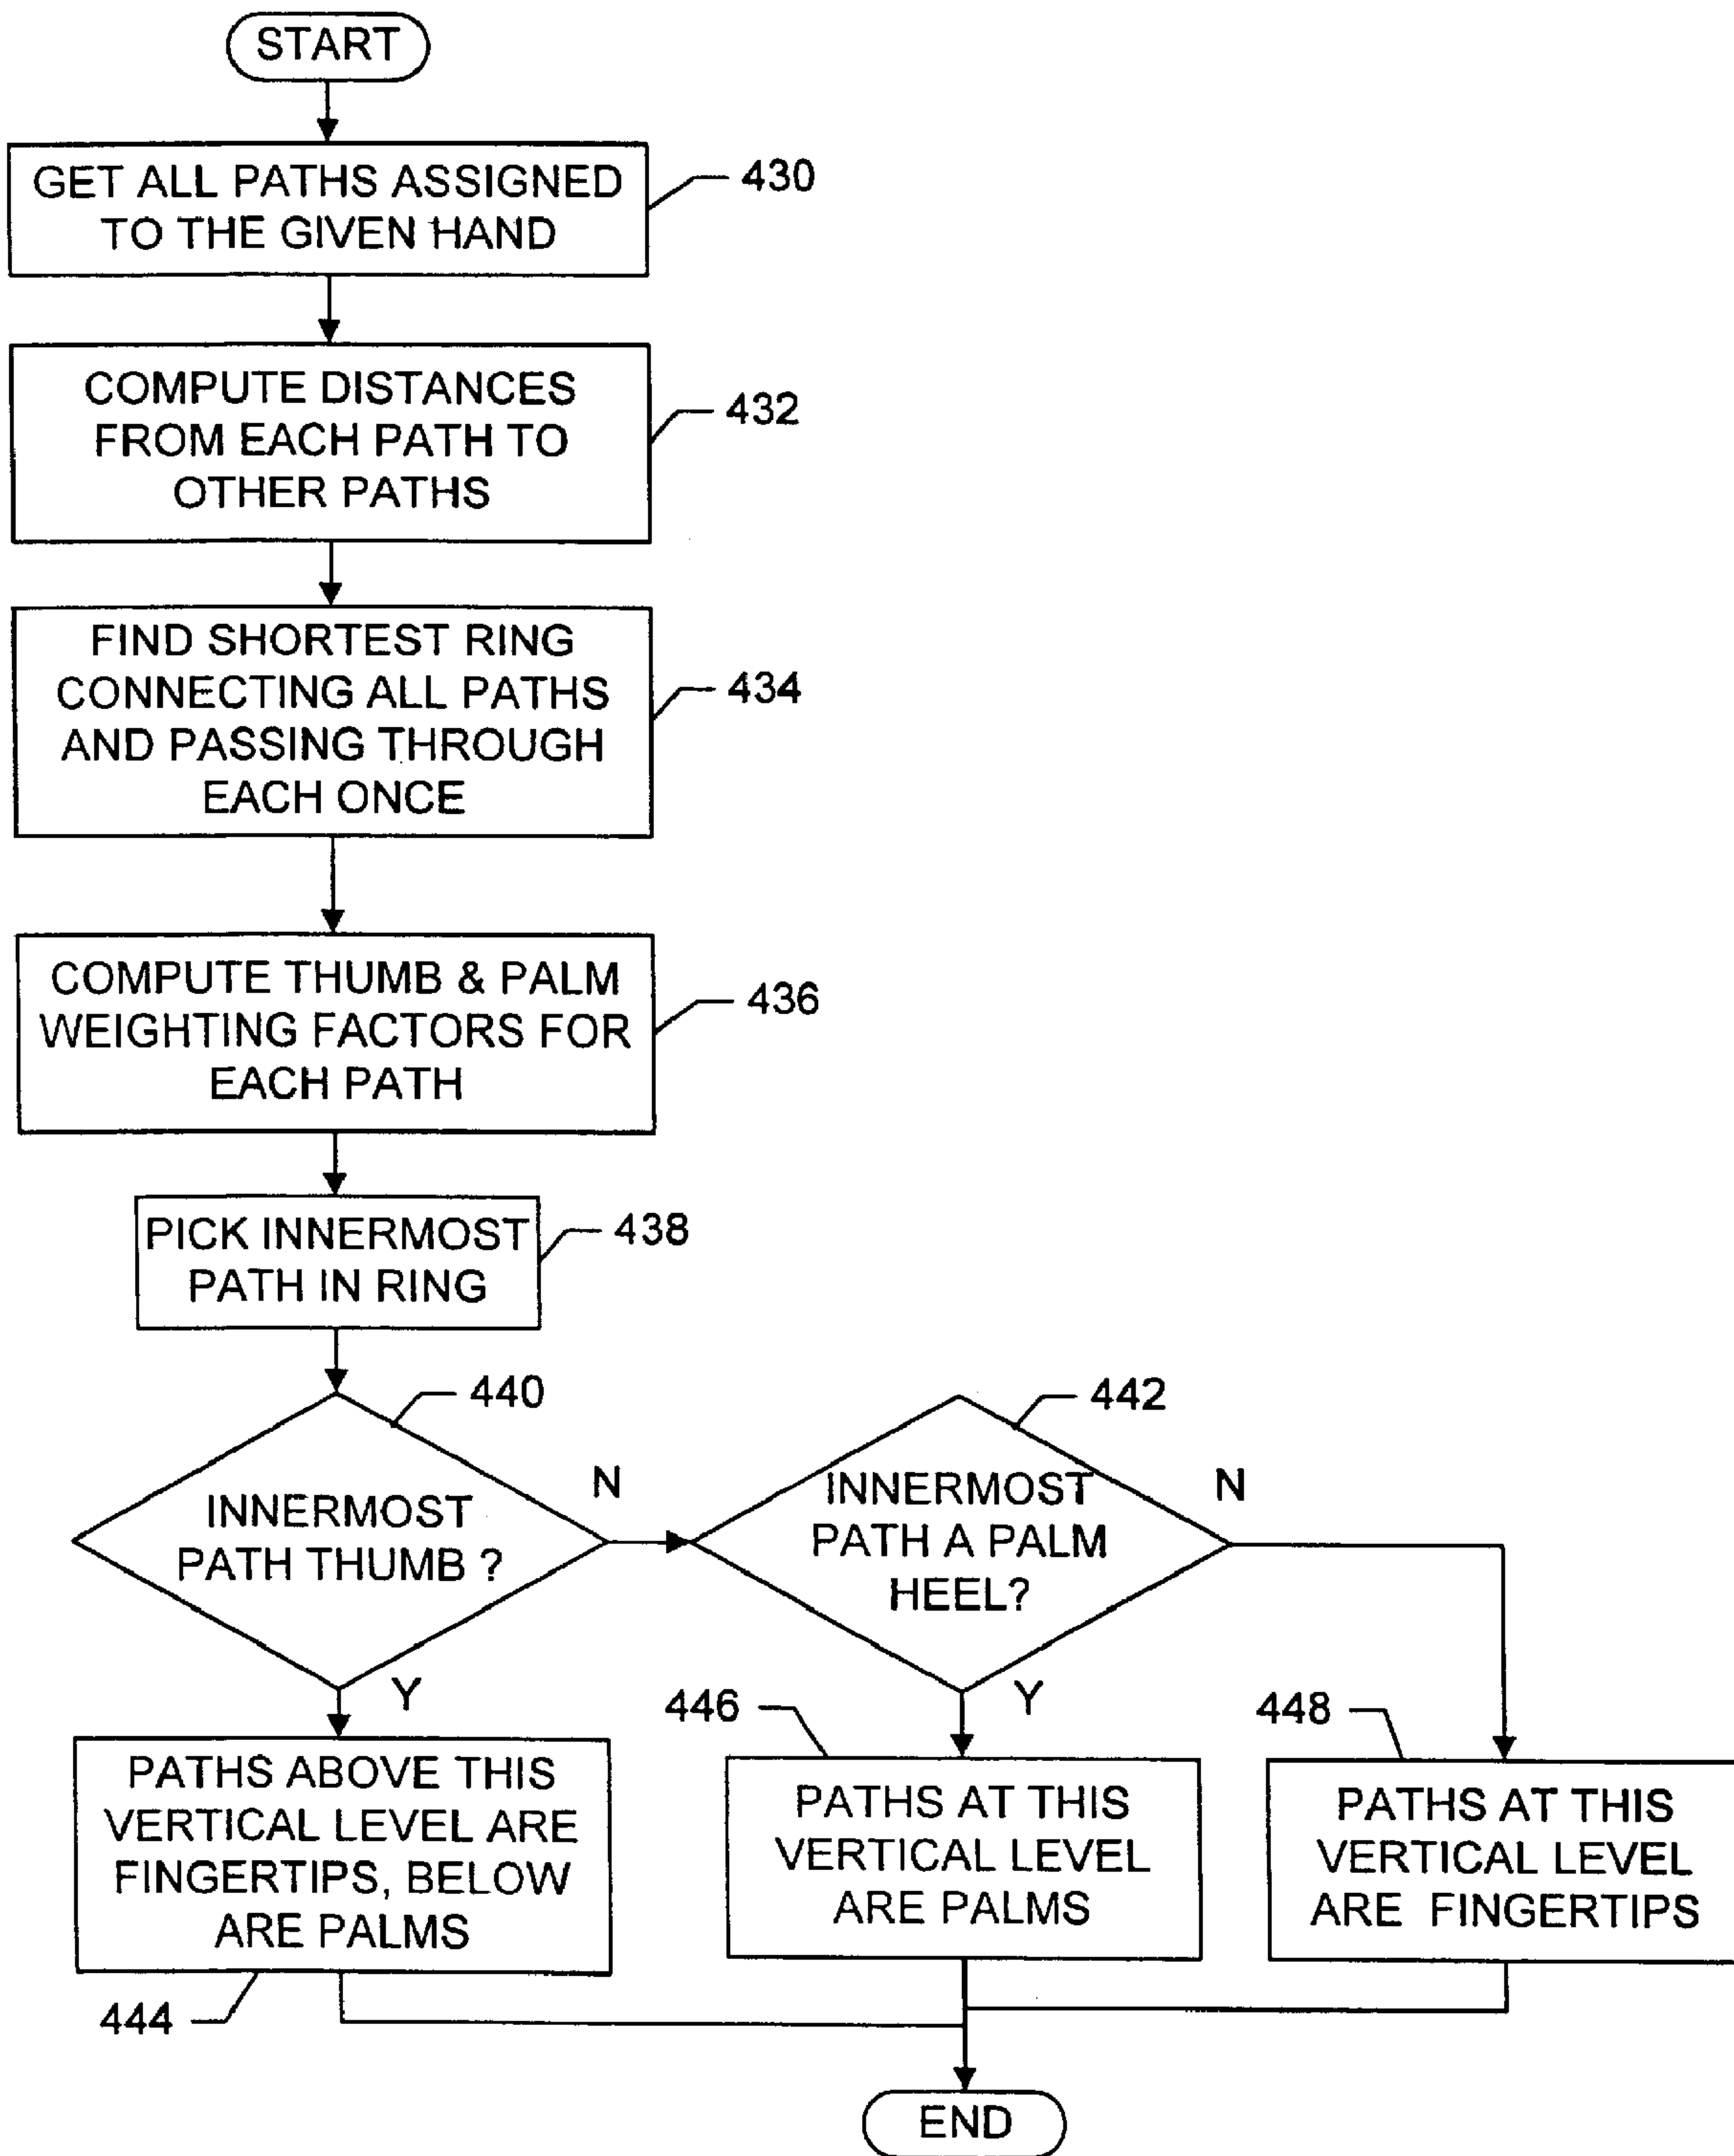 START
GET ALL PATHS ASSIGNED
TO THE GIVEN HAND
430
COMPUTE DISTANCES
FROM EACH PATH TO
OTHER PATHS
432
FIND SHORTEST RING
CONNECTING ALL PATHS
AND PASSING THROUGH
EACH ONCE
434
COMPUTE THUMB & PALM
WEIGHTING FACTORS FOR
EACH PATH
436
PICK INNERMOST
PATH IN RING
438
440
INNERMOST
PATH THUMB ?
N
Y
442
INNERMOST
PATH A PALM
HEEL?
N
Y
PATHS ABOVE THIS
VERTICAL LEVEL ARE
FINGERTIPS, BELOW
ARE PALMS
444
446
PATHS AT THIS
VERTICAL LEVEL
ARE PALMS
448
PATHS AT THIS
VERTICAL LEVEL
ARE FINGERTIPS
END